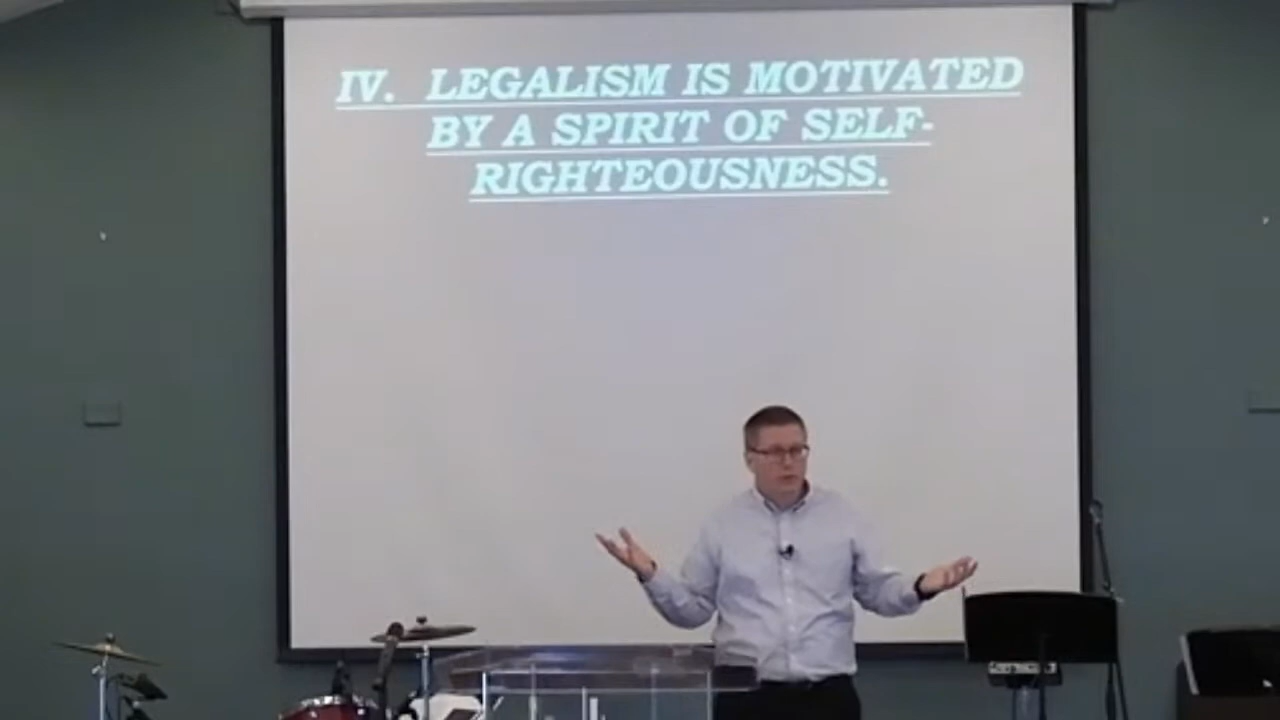 IV. LEGALISM IS MOTIVATED
BY A SPIRIT OF SELF-
RIGHTEOUSNESS.